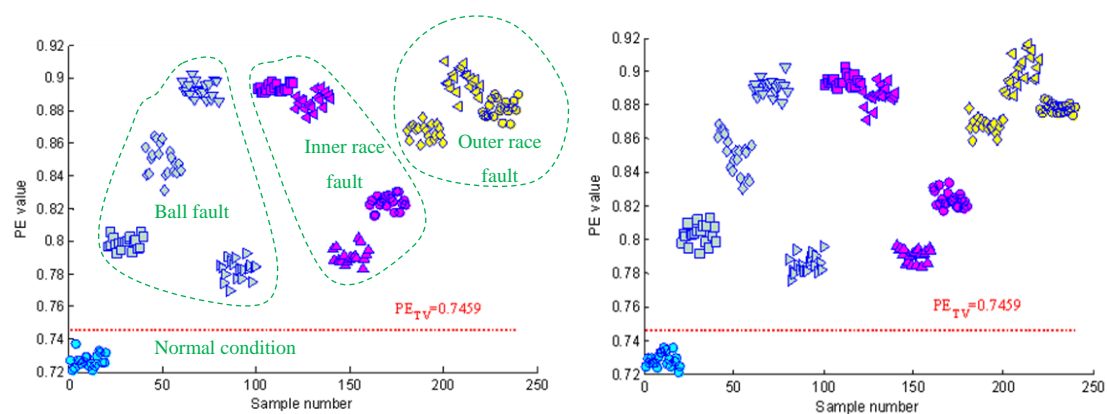 0.92
0.9
0.88
0.86
0.84
0.82
0.8
0.78
0.76
0.74
0.72
PE value
0
50
100
150
200
250
Sample number
Ball fault
Inner race
fault
Outer race
fault
PE_TV=0.7459
Normal condition
0.92
0.9
0.88
0.86
0.84
0.82
0.8
0.78
0.76
0.74
0.72
PE value
0
50
100
150
200
250
Sample number
PE_TV=0.7459